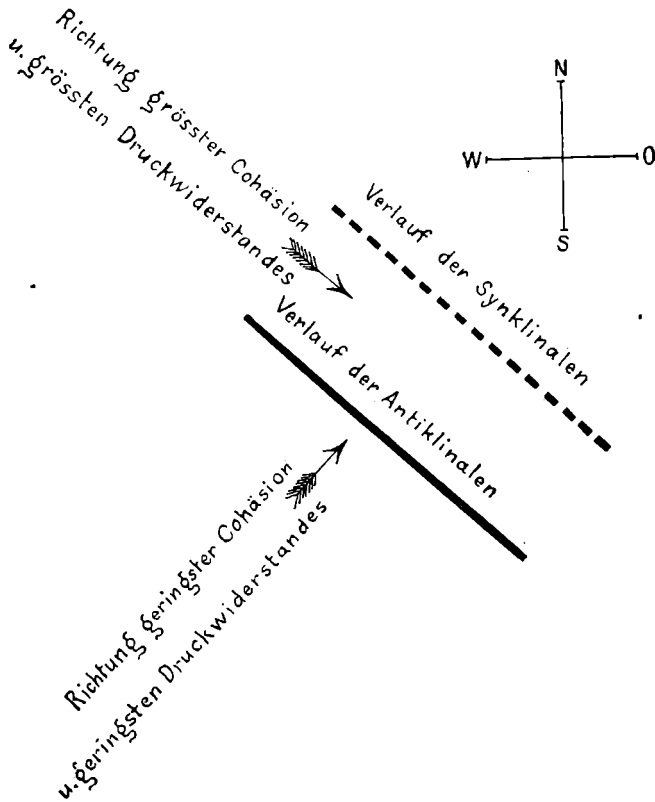 Richtung grösster Cohäsion
u. grössten Druckwiderstandes
N
W
O
S
Verlauf der Synklinalen
Verlauf der Antiklinalen
Richtung geringster Cohäsion
u. geringsten Druckwiderstandes